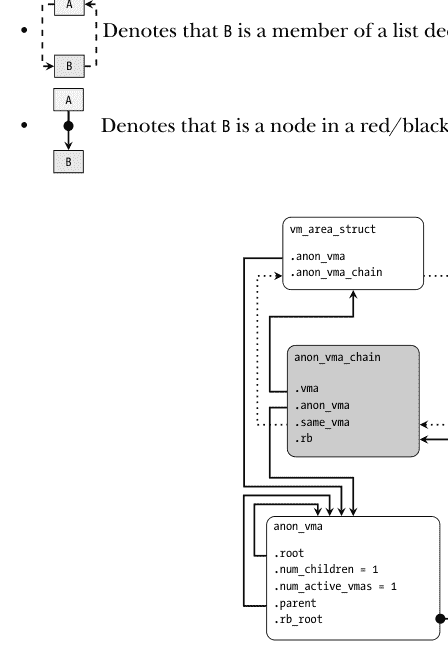 A
• Denotes that B is a member of a list de
B
A
• Denotes that B is a node in a red/black
B
vm_area_struct
.anon_vma
.anon_vma_chain
anon_vma_chain
.vma
.anon_vma
.same_vma
.rb
anon_vma
.root
.num_children = 1
.num_active_vmas = 1
.parent
.rb_root